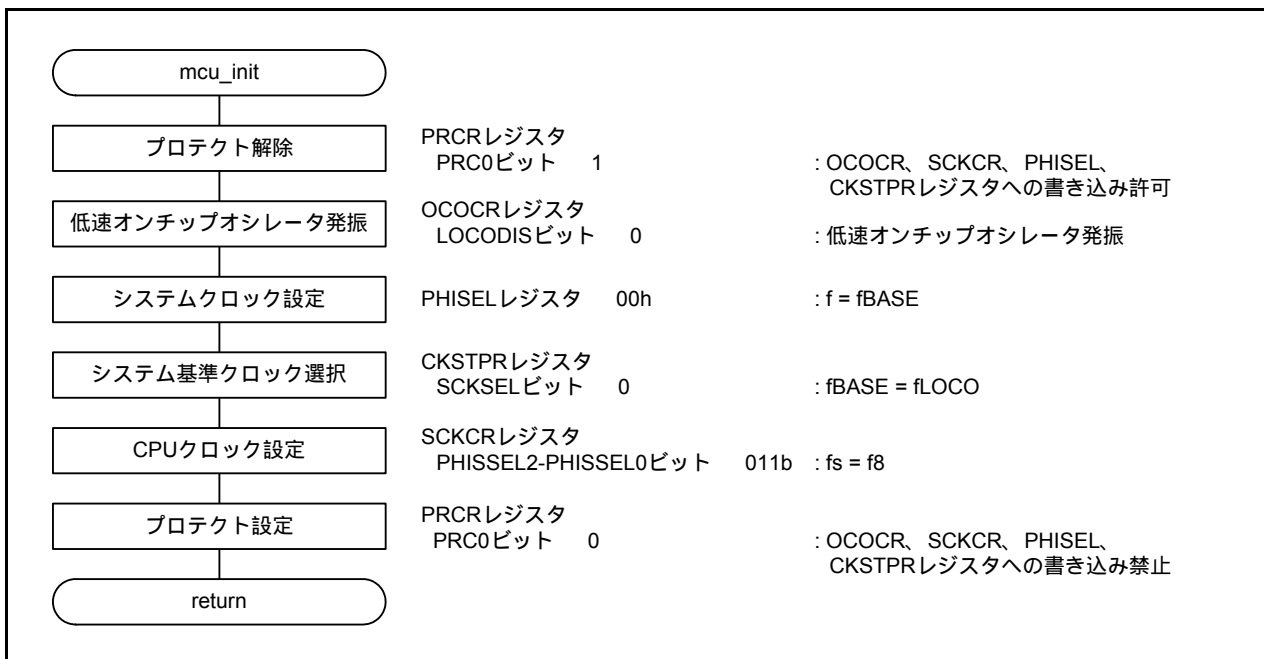 mcu_init
プロテクト解除
PRCRレジスタ
PRC0ビット 1 : OCOCR、SCKCR、PHISEL、
CKSTPRレジスタへの書き込み許可
低速オンチップオシレータ発振
OCOCRレジスタ
LOCODISビット 0 : 低速オンチップオシレータ発振
システムクロック設定
PHISELレジスタ 00h : f = fBASE
システム基準クロック選択
CKSTPRレジスタ
SCKSELビット 0 : fBASE = fLOCO
CPUクロック設定
SCKCRレジスタ
PHISSEL2-PHISSEL0ビット 011b : fs = f8
プロテクト設定
PRCRレジスタ
PRC0ビット 0 : OCOCR、SCKCR、PHISEL、
CKSTPRレジスタへの書き込み禁止
return